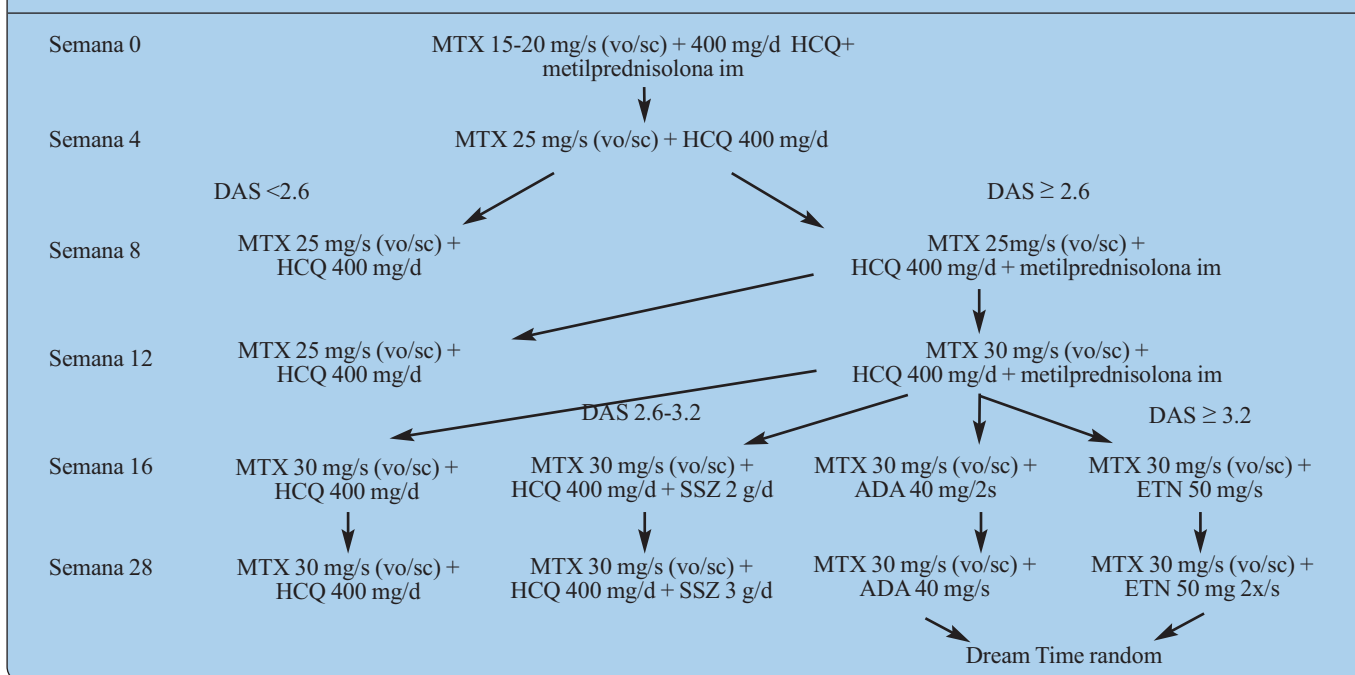 Semana 0
MTX 15-20 mg/s (vo/sc) + 400 mg/d HCQ+
metilprednisolona im
Semana 4
MTX 25 mg/s (vo/sc) + HCQ 400 mg/d
DAS <2.6
DAS ≥ 2.6
Semana 8
MTX 25 mg/s (vo/sc) +
HCQ 400 mg/d
MTX 25mg/s (vo/sc) +
HCQ 400 mg/d + metilprednisolona im
Semana 12
MTX 25 mg/s (vo/sc) +
HCQ 400 mg/d
MTX 30 mg/s (vo/sc) +
HCQ 400 mg/d + metilprednisolona im
DAS 2.6-3.2
DAS ≥ 3.2
Semana 16
MTX 30 mg/s (vo/sc) +
HCQ 400 mg/d
MTX 30 mg/s (vo/sc) +
HCQ 400 mg/d + SSZ 2 g/d
MTX 30 mg/s (vo/sc) +
ADA 40 mg/2s
MTX 30 mg/s (vo/sc) +
ETN 50 mg/s
Semana 28
MTX 30 mg/s (vo/sc) +
HCQ 400 mg/d
MTX 30 mg/s (vo/sc) +
HCQ 400 mg/d + SSZ 3 g/d
MTX 30 mg/s (vo/sc) +
ADA 40 mg/s
MTX 30 mg/s (vo/sc) +
ETN 50 mg 2x/s
Dream Time random